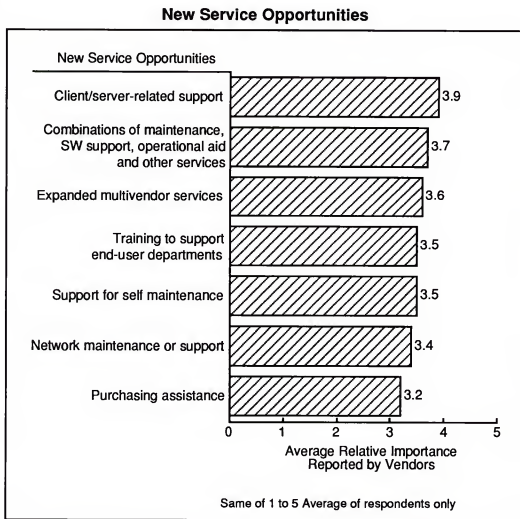 New Service Opportunities
New Service Opportunities
Client/server-related support
3.9
Combinations of maintenance,
SW support, operational aid
and other services
3.7
Expanded multivendor services
3.6
Training to support
end-user departments
3.5
Support for self maintenance
3.5
Network maintenance or support
3.4
Purchasing assistance
3.2
0 1 2 3 4 5
Average Relative Importance
Reported by Vendors
Same of 1 to 5 Average of respondents only